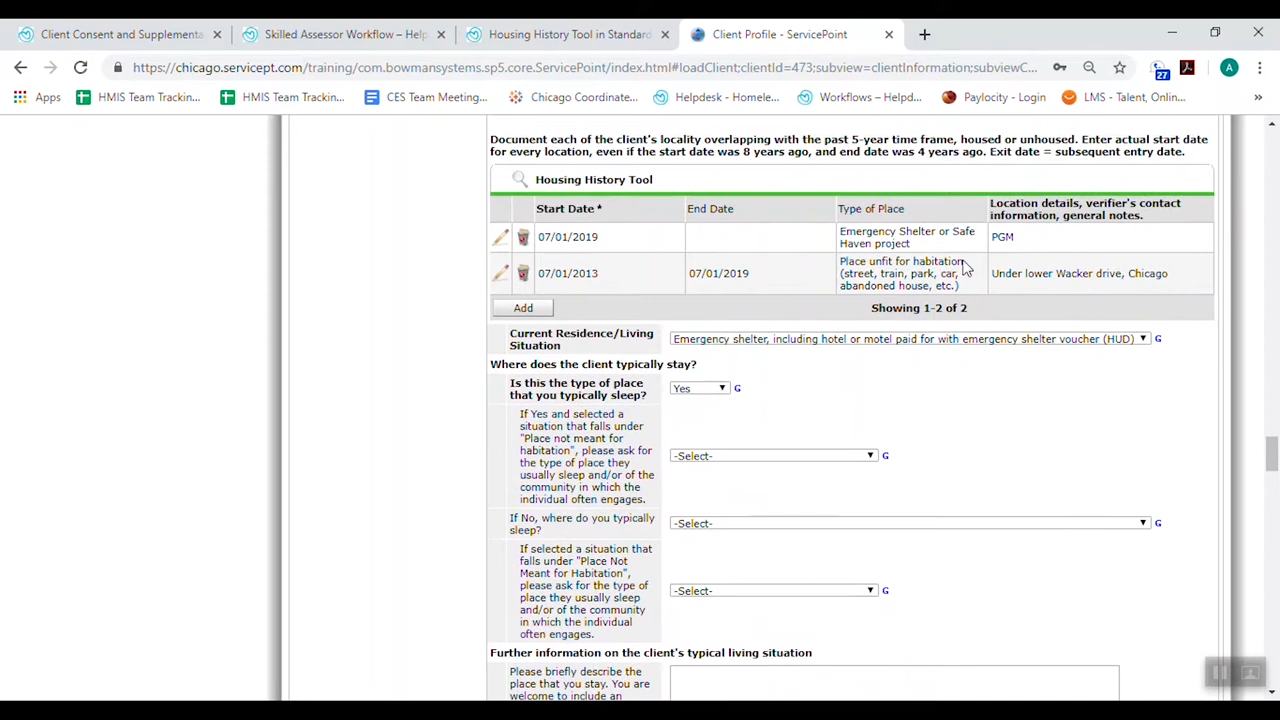 Client Consent and Supplementa
Skilled Assessor Workflow – Help
Housing History Tool in Standard
Client Profile - ServicePoint
https://chicago.servicept.com/training/com.bowmansystems.sp5.core.ServicePoint/index.html#loadClient;clientId=473;subview=clientInformation;subviewC...
27
A
Apps
HMIS Team Trackin...
HMIS Team Trackin...
CES Team Meeting...
Chicago Coordinate...
Helpdesk - Homele...
Workflows – Helpd...
Paylocity - Login
LMS - Talent, Onlin...
»
Document each of the client's locality overlapping with the past 5-year time frame, housed or unhoused. Enter actual start date
for every location, even if the start date was 8 years ago, and end date was 4 years ago. Exit date = subsequent entry date.
Housing History Tool
Start Date *
End Date
Type of Place
Location details, verifier's contact
information, general notes.
07/01/2019
Emergency Shelter or Safe
Haven project
PGM
07/01/2013
07/01/2019
Place unfit for habitation
(street, train, park, car,
abandoned house, etc.)
Under lower Wacker drive, Chicago
Add
Showing 1-2 of 2
Current Residence/Living
Situation
Emergency shelter, including hotel or motel paid for with emergency shelter voucher (HUD)
G
Where does the client typically stay?
Is this the type of place
that you typically sleep?
Yes
G
If Yes and selected a
situation that falls under
"Place not meant for
habitation", please ask for
the type of place they
usually sleep and/or of the
community in which the
individual often engages.
-Select-
G
If No, where do you typically
sleep?
-Select-
G
If selected a situation that
falls under "Place Not
Meant for Habitation",
please ask for the type of
place they usually sleep
and/or of the community
in which the individual
often engages.
-Select-
G
Further information on the client's typical living situation
Please briefly describe the
place that you stay. You are
welcome to include an